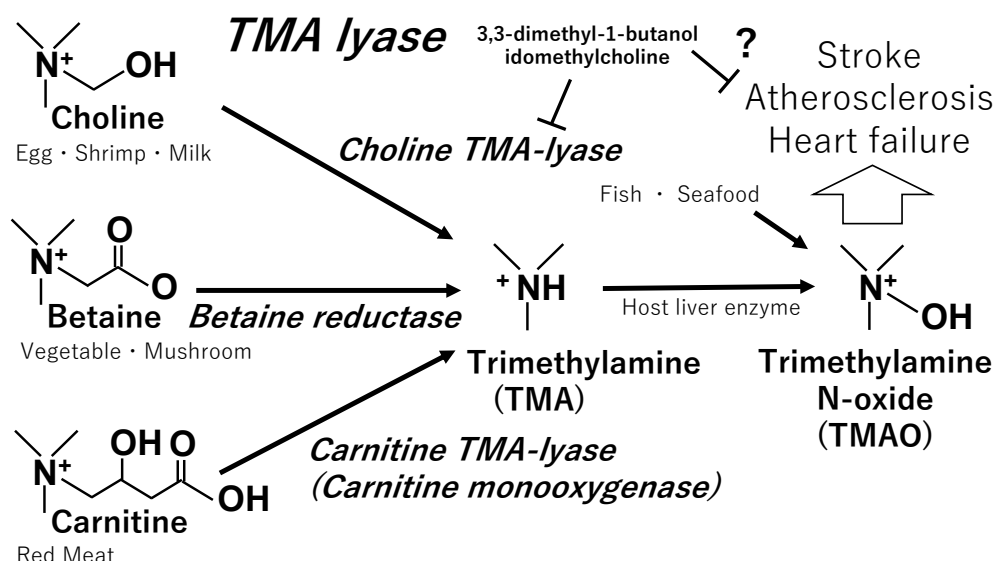 TMA lyase
3,3-dimethyl-1-butanol
idomethylcholine
?
Stroke
Atherosclerosis
Heart failure
N+
OH
Choline
Egg・Shrimp・Milk
Choline TMA-lyase
Fish ・ Seafood
O
N+
O
Betaine
Vegetable・Mushroom
Betaine reductase
+NH
Trimethylamine
(TMA)
Host liver enzyme
N+
OH
Trimethylamine
N-oxide
(TMAO)
OH O
N+
OH
Carnitine
Red Meat
Carnitine TMA-lyase
(Carnitine monooxygenase)